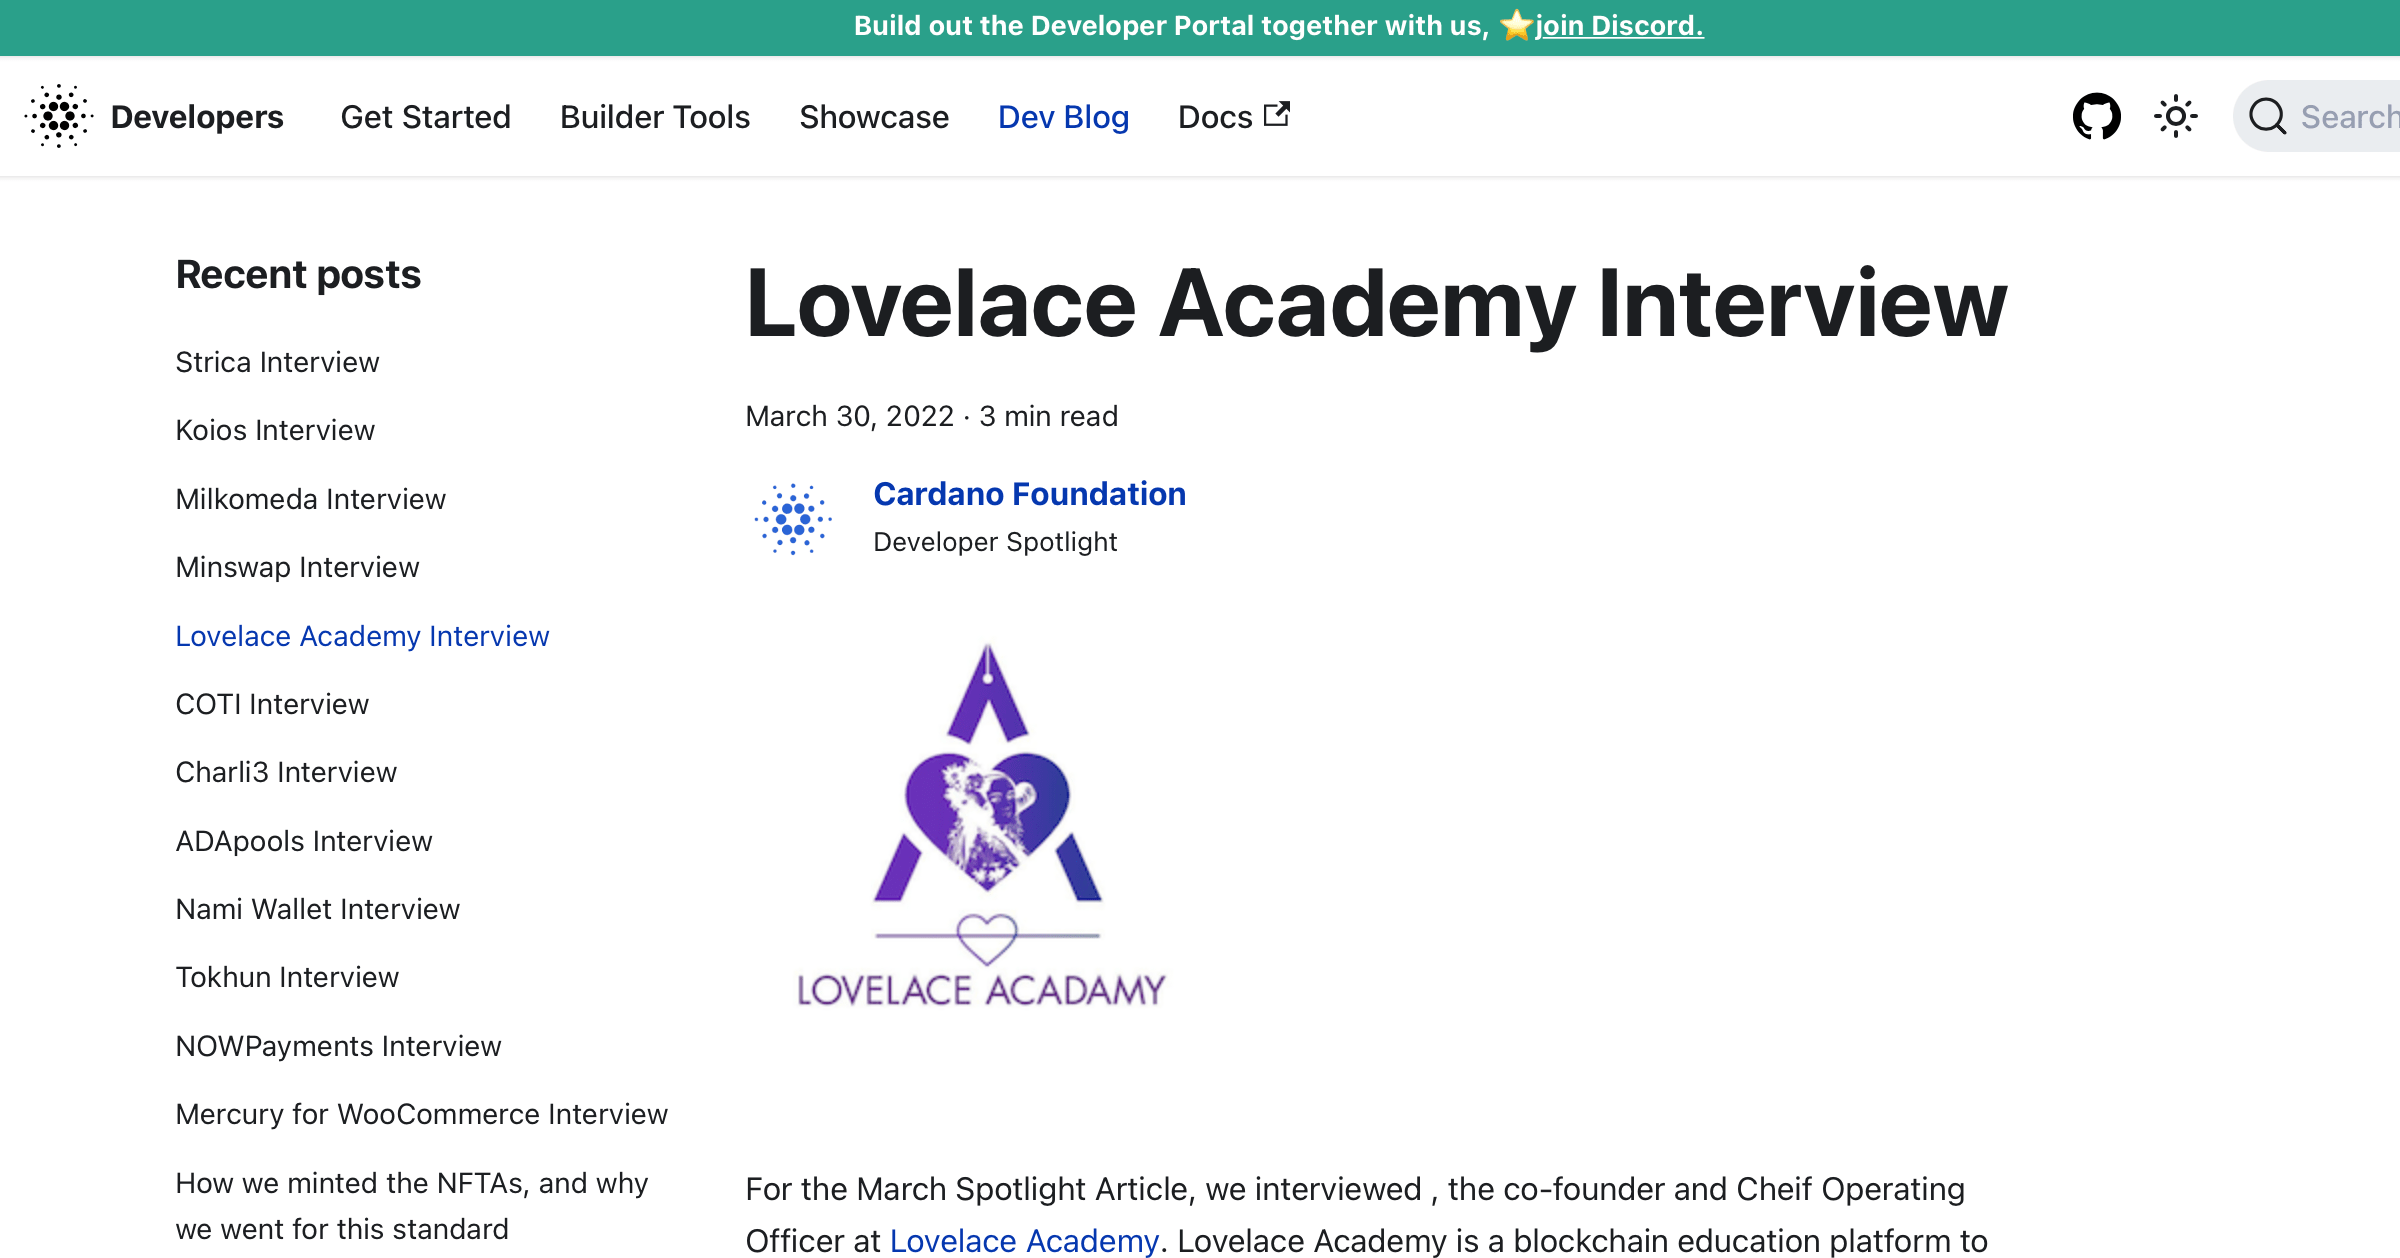 Build out the Developer Portal together with us, ⭐join Discord.
Developers Get Started Builder Tools Showcase Dev Blog Docs Search
Recent posts
Strica Interview
Koios Interview
Milkomeda Interview
Minswap Interview
Lovelace Academy Interview
COTI Interview
Charli3 Interview
ADApools Interview
Nami Wallet Interview
Tokhun Interview
NOWPayments Interview
Mercury for WooCommerce Interview
How we minted the NFTAs, and why
we went for this standard
Lovelace Academy Interview
March 30, 2022 · 3 min read
Cardano Foundation
Developer Spotlight
LOVELACE ACADAMY
For the March Spotlight Article, we interviewed , the co-founder and Cheif Operating
Officer at Lovelace Academy. Lovelace Academy is a blockchain education platform to